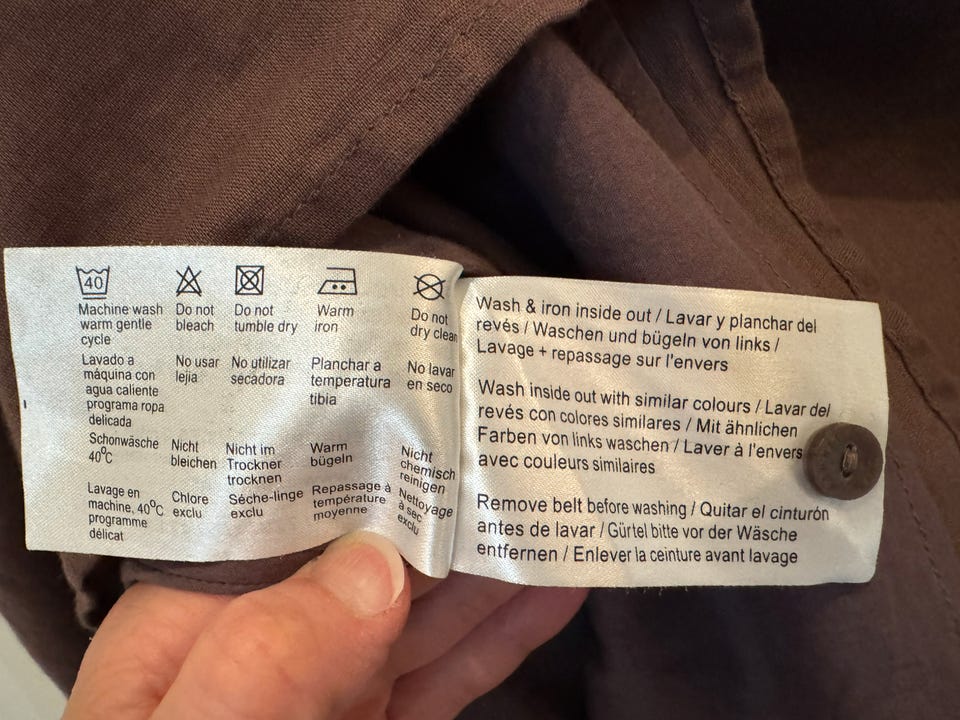 40
Machine wash
warm gentle
cycle
Do not
bleach
Do not
tumble dry
Warm
iron
Do not
dry clean
Lavado a
máquina con
agua caliente
programa ropa
delicada
No usar
lejia
No utilizar
secadora
Planchar a
temperatura
tibia
No lavar
en seco
Schonwäsche
40⁰C
Nicht
bleichen
Nicht im
Trockner
trocknen
Warm
bügeln
Nicht
chemisch
reinigen
Lavage en
machine, 40⁰C
programme
délicat
Chlore
exclu
Séche-linge
exclu
Repassage à
température
moyenne
Nettoyage
à sec
exclu
Wash & iron inside out / Lavar y planchar del
revés / Waschen und bügeln von links /
Lavage + repassage sur l'envers
Wash inside out with similar colours / Lavar del
revés con colores similares / Mit ähnlichen
Farben von links waschen / Laver à l'envers
avec couleurs similaires
Remove belt before washing / Quitar el cinturón
antes de lavar / Gürtel bitte vor der Wäsche
entfernen / Enlever la ceinture avant lavage